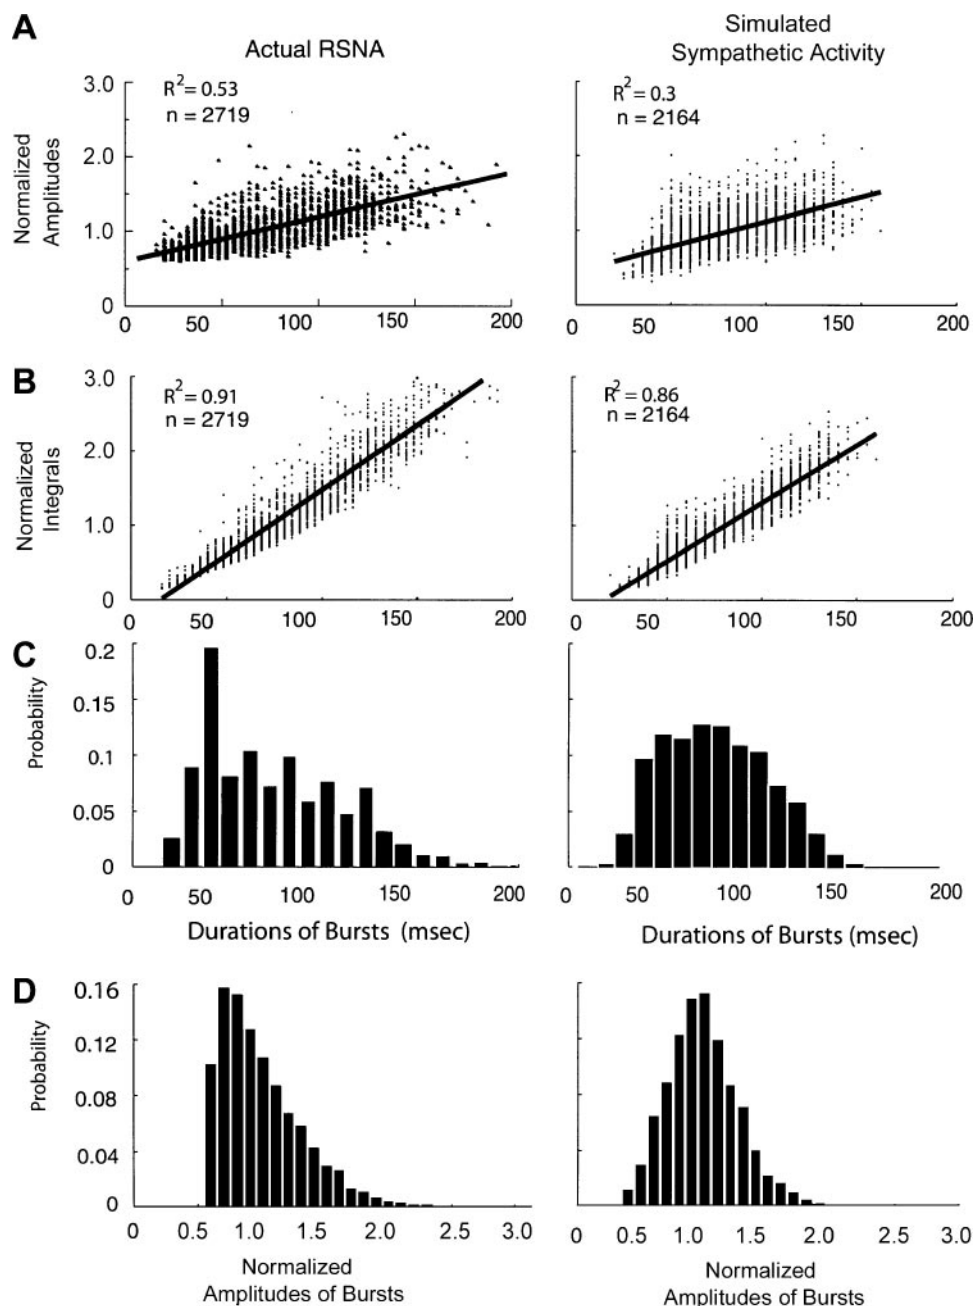 A
Actual RSNA
Simulated
Sympathetic Activity
Normalized
Amplitudes
3.0
2.0
1.0
0
R2= 0.53
n = 2719
0 50 100 150 200
R2= 0.3
n = 2164
0 50 100 150 200
B
Normalized
Integrals
3.0
2.0
1.0
0
R2= 0.91
n = 2719
50 100 150 200
R2= 0.86
n = 2164
0 50 100 150 200
C
Probability
0.2
0.15
0.1
0.05
0
0 50 100 150 200
Durations of Bursts (msec)
0 50 100 150 200
Durations of Bursts (msec)
D
Probability
0.16
0.12
0.08
0.04
0
0 0.5 1.0 1.5 2.0 2.5 3.0
Normalized
Amplitudes of Bursts
0 0.5 1.0 1.5 2.0 2.5 3.0
Normalized
Amplitudes of Bursts